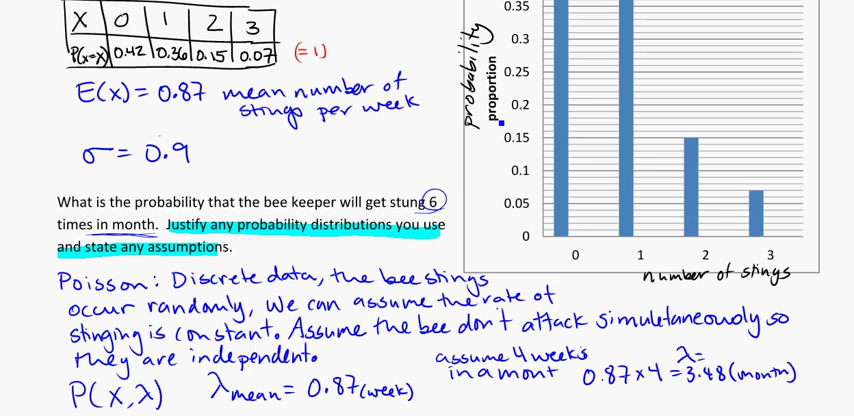 X 0 1 2 3
P(x=x) 0.42 0.36 0.15 0.07 (=1)
E(x) = 0.87 mean number of
stings per week
σ = 0.9
What is the probability that the bee keeper will get stung 6
times in month. Justify any probability distributions you use
and state any assumptions.
probability
proportion
0.35
0.3
0.25
0.2
0.15
0.1
0.05
0
0 1 2 3
number of stings
Poisson: Discrete data, the bee stings
occur randomly, we can assume the rate of
stinging is constant. Assume the bee don't attack simuletaneously so
they are independent.
P(X,λ) λmean = 0.87 (week)
assume 4 weeks
in a mont
λ=
0.87 x 4 = 3.48 (month)